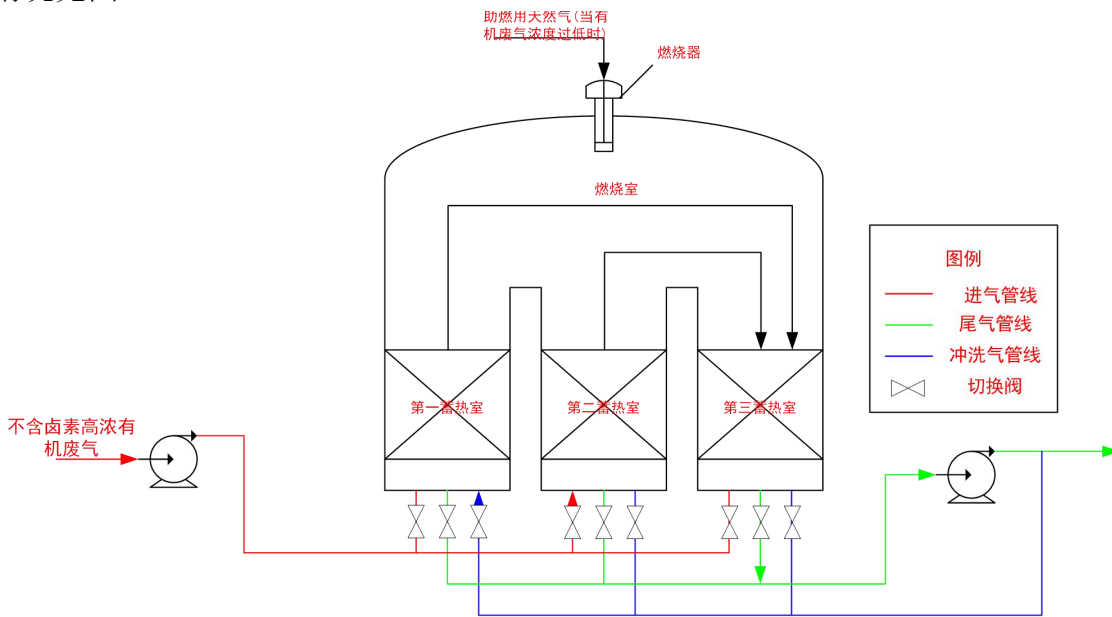 助燃用天然气(当有
机废气浓度过低时)
燃烧器
燃烧室
图例
进气管线
尾气管线
冲洗气管线
切换阀
第一蓄热室
第二蓄热室
第三蓄热室
不含卤素高浓有
机废气